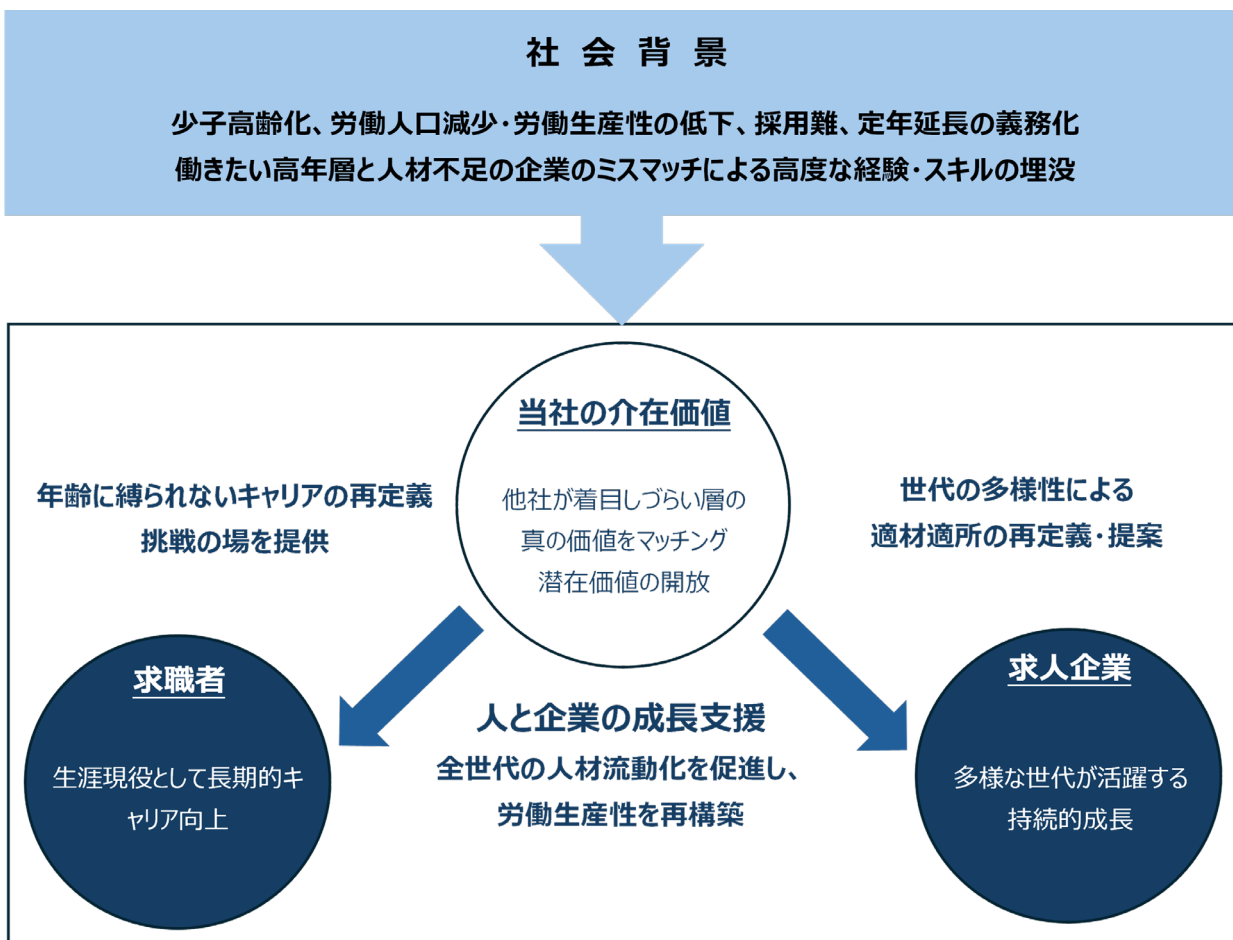 社会背景
少子高齢化、労働人口減少・労働生産性の低下、採用難、定年延長の義務化
働きたい高年層と人材不足の企業のミスマッチによる高度な経験・スキルの埋没
当社の介在価値
他社が着目しづらい層の
真の価値をマッチング
潜在価値の開放
年齢に縛られないキャリアの再定義
挑戦の場を提供
世代の多様性による
適材適所の再定義・提案
求職者
生涯現役として長期的キ
ャリア向上
人と企業の成長支援
全世代の人材流動化を促進し、
労働生産性を再構築
求人企業
多様な世代が活躍する
持続的成長